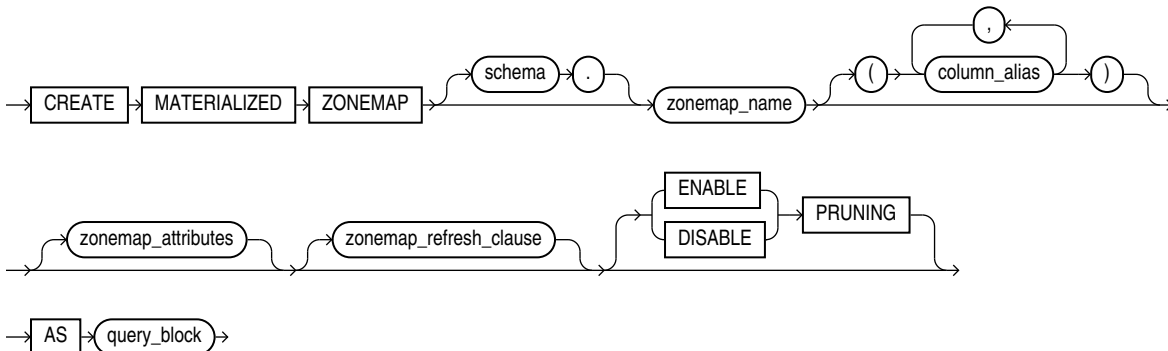 ,
schema . ( column_alias )
CREATE MATERIALIZED ZONEMAP zonemap_name
ENABLE
zonemap_attributes zonemap_refresh_clause PRUNING
DISABLE
AS query_block